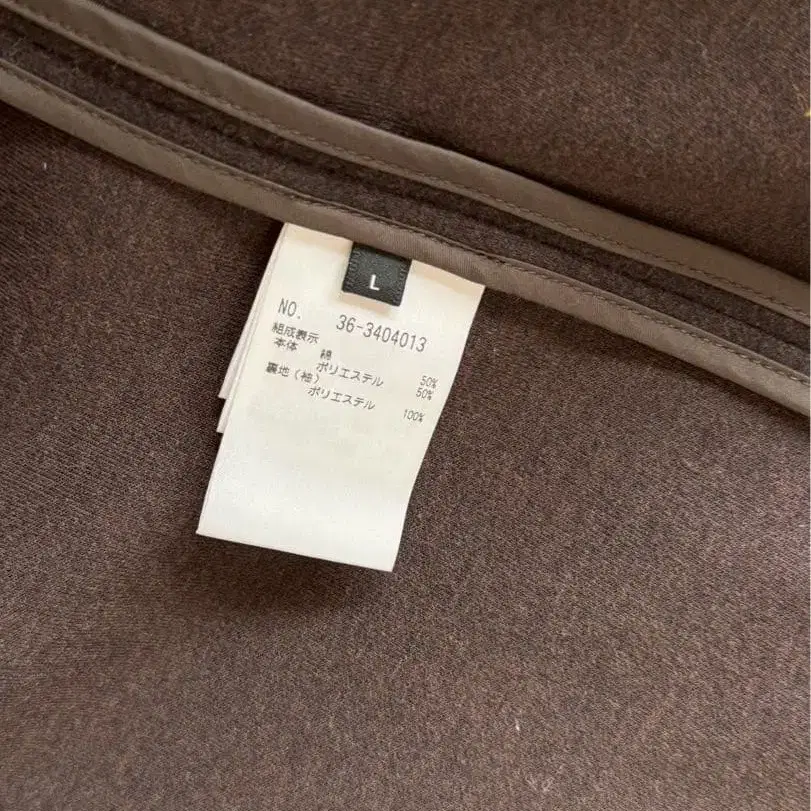 L
NO. 36-3404013
組成表示
本体 綿 50%
ポリエステル 50%
裏地(袖)
ポリエステル 100%